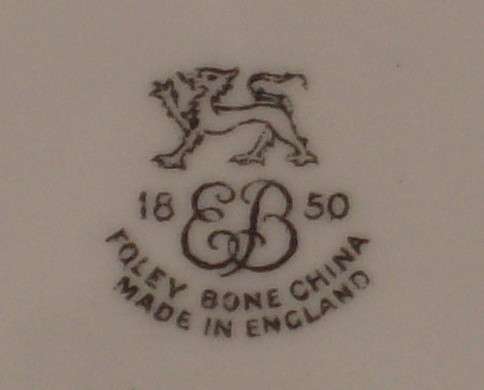 18 EB 50
FOLEY BONE CHINA
MADE IN ENGLAND